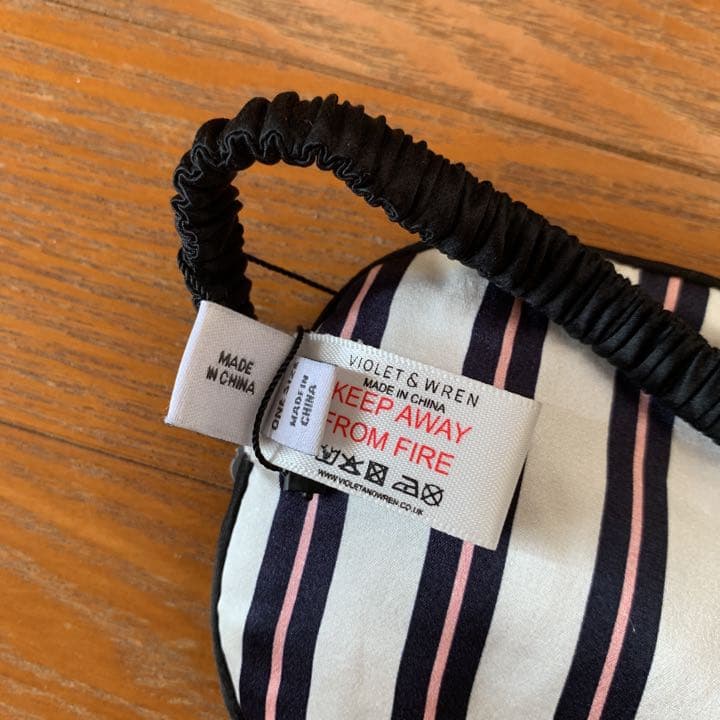 MADE
IN CHINA
ONE SIZE
MADE IN
CHINA
VIOLET & WREN
MADE IN CHINA
KEEP AWAY
FROM FIRE
WWW.VIOLETANDWREN.CO.UK